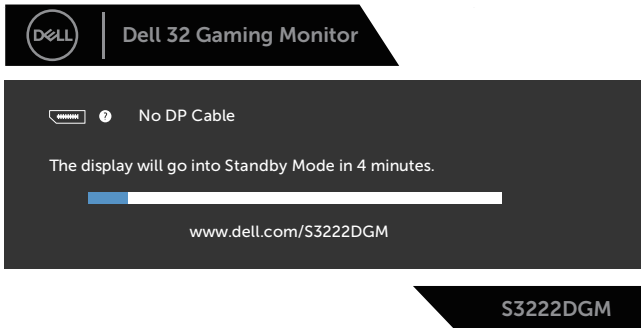 DELL
Dell 32 Gaming Monitor
? No DP Cable
The display will go into Standby Mode in 4 minutes.
www.dell.com/S3222DGM
S3222DGM